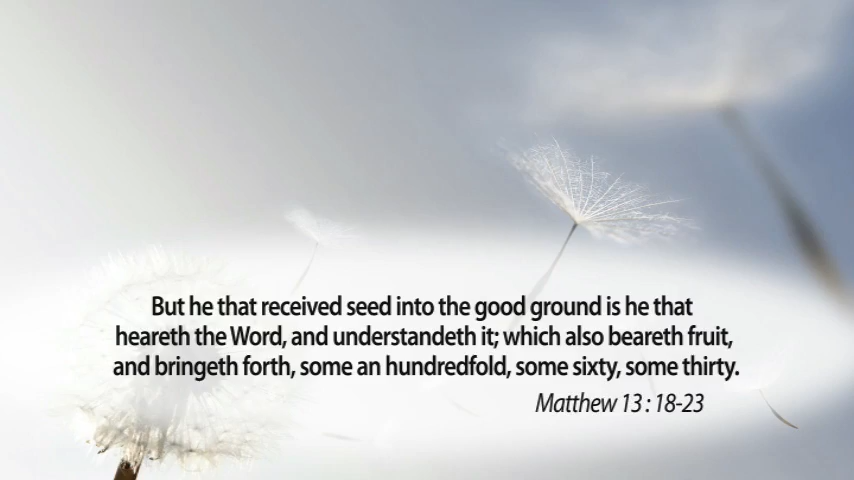 But he that received seed into the good ground is he that
heareth the Word, and understandeth it; which also beareth fruit,
and bringeth forth, some an hundredfold, some sixty, some thirty.
Matthew 13 : 18-23